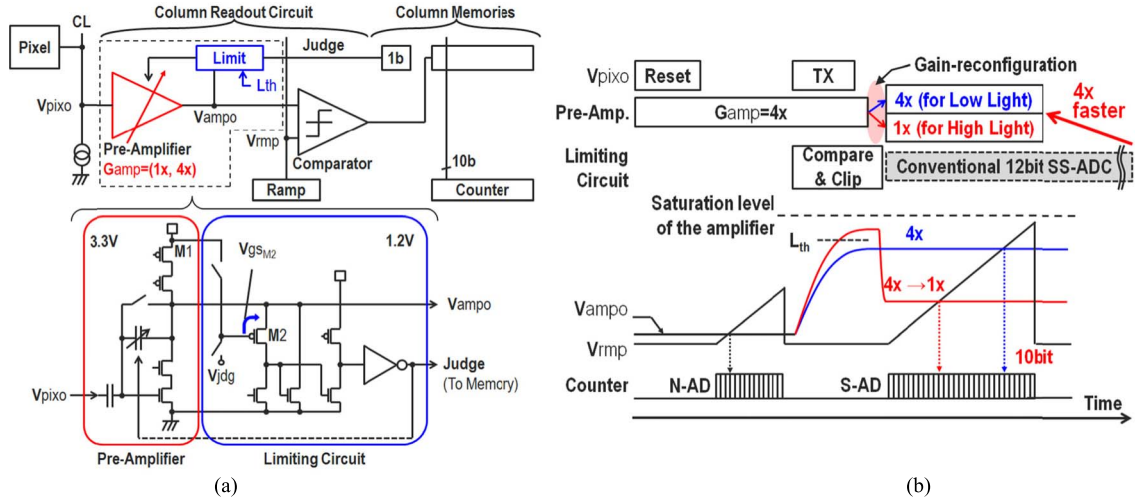 Column Readout Circuit
Column Memories
CL
Pixel
Limit
Judge
1b
Lth
Vpixo
Vampo
Pre-Amplifier
Gamp=(1x, 4x)
Vrmp
Comparator
10b
Ramp
Counter
3.3V
1.2V
M1
VgsM2
M2
Vampo
Vjdg
Judge
(To Memcry)
Vpixo
Pre-Amplifier
Limiting Circuit
(a)
Gain-reconfiguration
Vpixo
Reset
TX
Pre-Amp.
Gamp=4x
4x (for Low Light)
1x (for High Light)
4x
faster
Limiting
Circuit
Compare
& Clip
Conventional 12bit SS-ADC
Saturation level
of the amplifier
Lth
4x
4x →1x
Vampo
Vrmp
10bit
Counter
N-AD
S-AD
Time
(b)